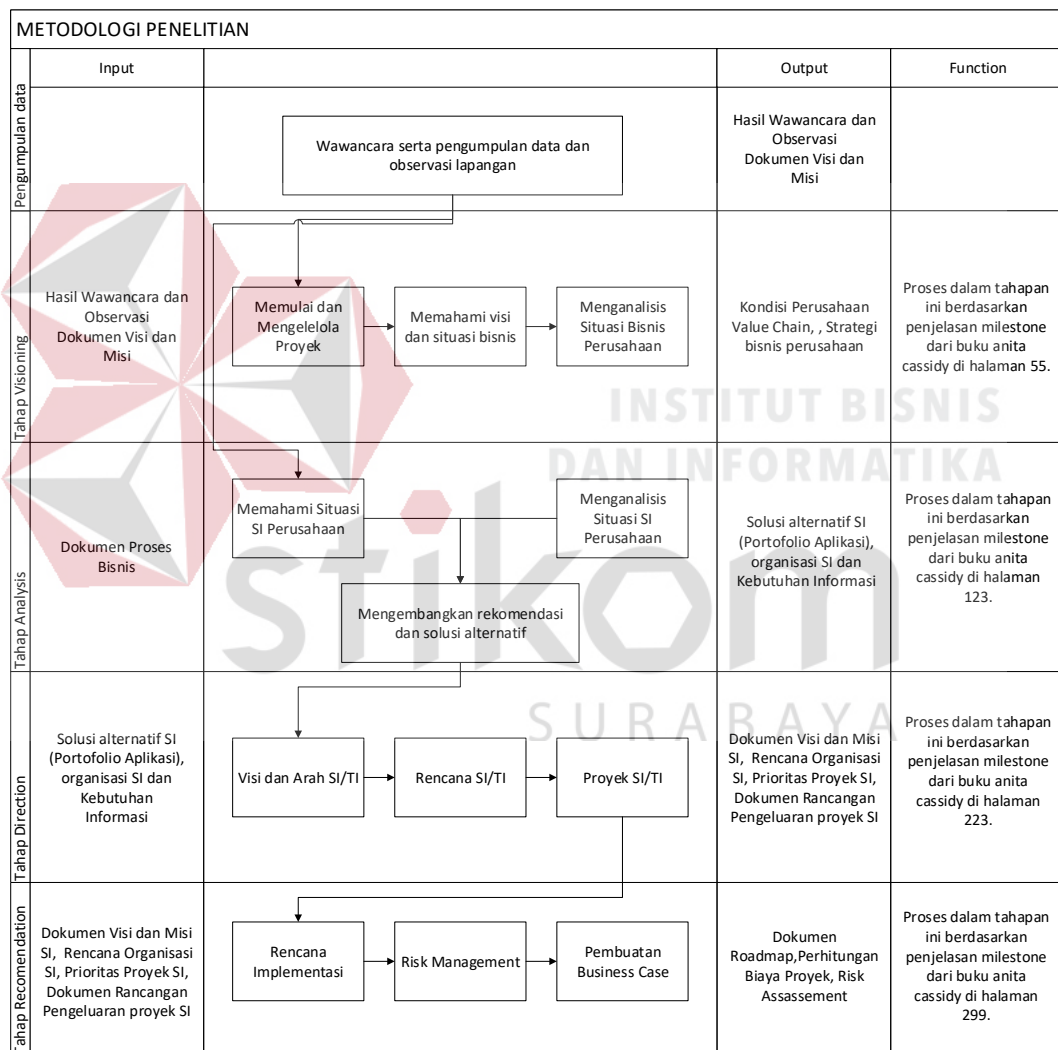 METODOLOGI PENELITIAN
Input
Output
Function
Pengumpulan data
Wawancara serta pengumpulan data dan
observasi lapangan
Hasil Wawancara dan
Observasi
Dokumen Visi dan
Misi
Tahap Visioning
Hasil Wawancara dan
Observasi
Dokumen Visi dan
Misi
Memulai dan
Mengelelola
Proyek
Memahami visi
dan situasi bisnis
Menganalisis
Situasi Bisnis
Perusahaan
Kondisi Perusahaan
Value Chain, , Strategi
bisnis perusahaan
Proses dalam tahapan
ini berdasarkan
penjelasan milestone
dari buku anita
cassidy di halaman 55.
INSTITUT BISNIS
DAN INFORMATIKA
stikom
SURABAYA
Tahap Analysis
Dokumen Proses
Bisnis
Memahami Situasi
SI Perusahaan
Menganalisis
Situasi SI
Perusahaan
Mengembangkan rekomendasi
dan solusi alternatif
Solusi alternatif SI
(Portofolio Aplikasi),
organisasi SI dan
Kebutuhan Informasi
Proses dalam tahapan
ini berdasarkan
penjelasan milestone
dari buku anita
cassidy di halaman
123.
Tahap Direction
Solusi alternatif SI
(Portofolio Aplikasi),
organisasi SI dan
Kebutuhan
Informasi
Visi dan Arah SI/TI
Rencana SI/TI
Proyek SI/TI
Dokumen Visi dan Misi
SI, Rencana Organisasi
SI, Prioritas Proyek SI,
Dokumen Rancangan
Pengeluaran proyek SI
Proses dalam tahapan
ini berdasarkan
penjelasan milestone
dari buku anita
cassidy di halaman
223.
Tahap Recomendation
Dokumen Visi dan Misi
SI, Rencana Organisasi
SI, Prioritas Proyek SI,
Dokumen Rancangan
Pengeluaran proyek SI
Rencana
Implementasi
Risk Management
Pembuatan
Business Case
Dokumen
Roadmap,Perhitungan
Biaya Proyek, Risk
Assassement
Proses dalam tahapan
ini berdasarkan
penjelasan milestone
dari buku anita
cassidy di halaman
299.